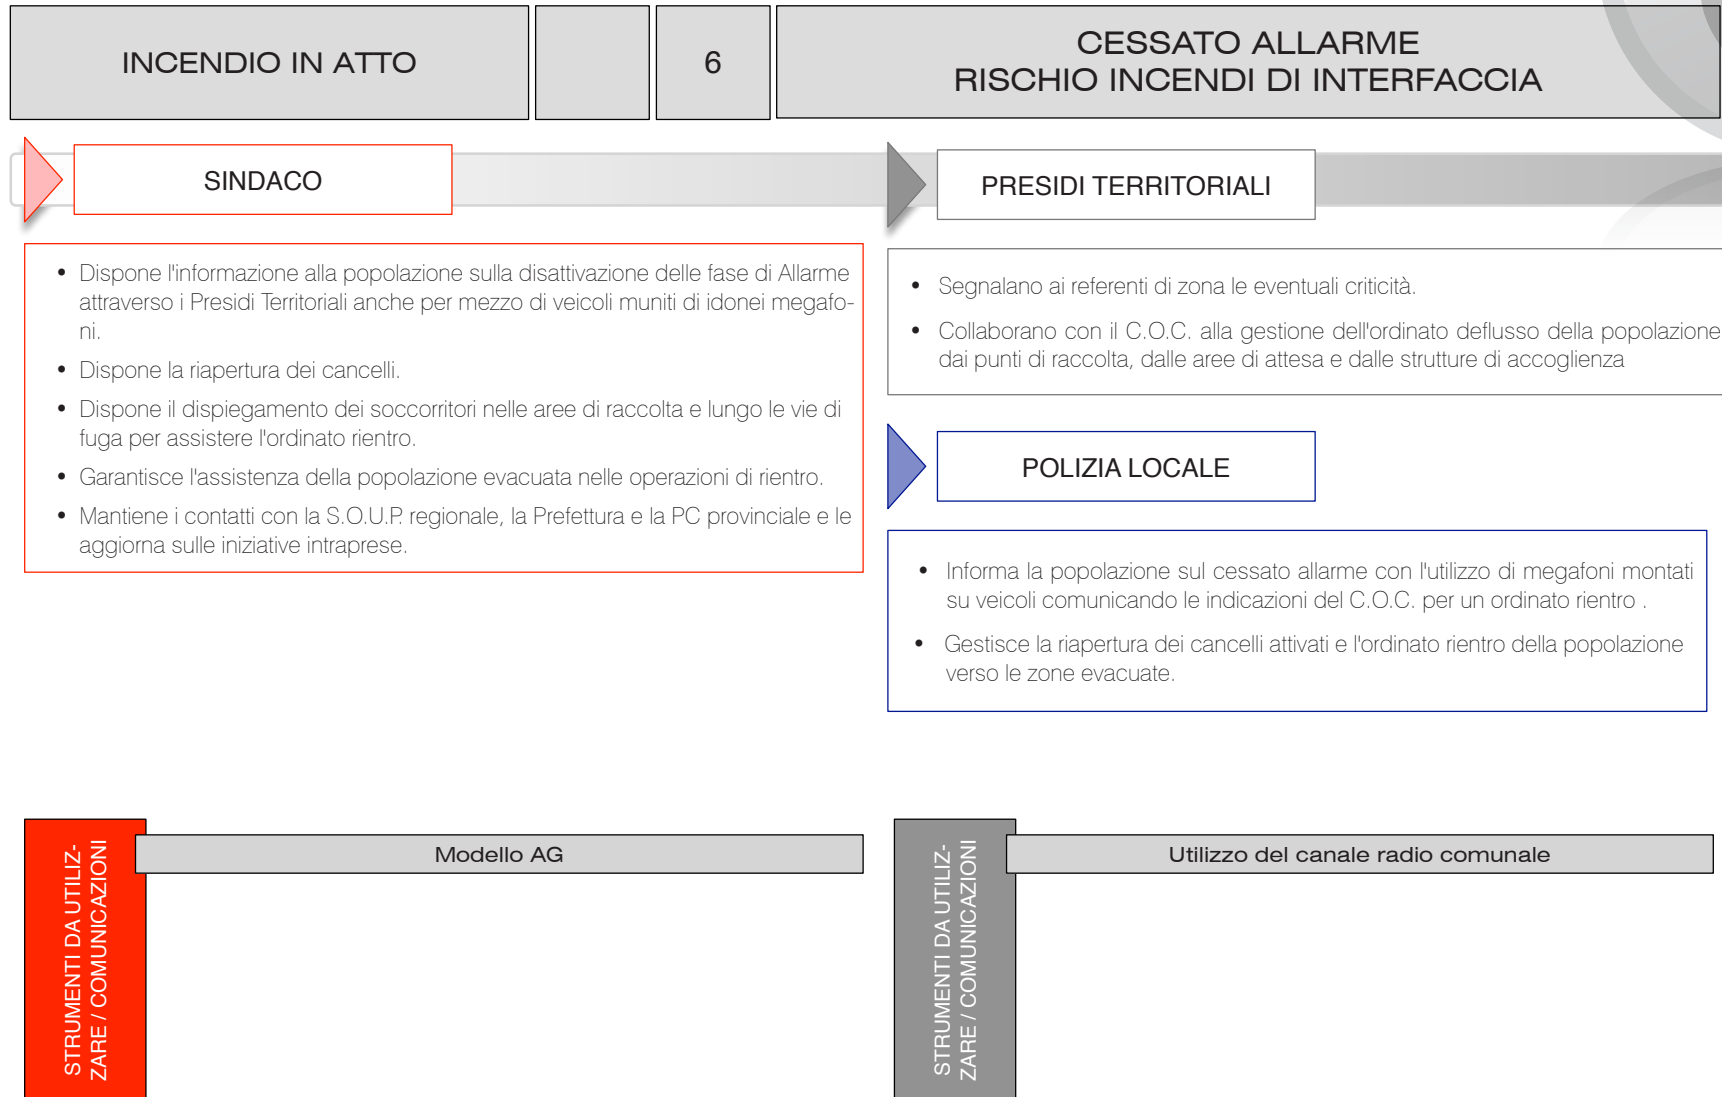 INCENDIO IN ATTO
6
CESSATO ALLARME
RISCHIO INCENDI DI INTERFACCIA
SINDACO
• Dispone l'informazione alla popolazione sulla disattivazione delle fase di Allarme
attraverso i Presidi Territoriali anche per mezzo di veicoli muniti di idonei megafo-
ni.
• Dispone la riapertura dei cancelli.
• Dispone il dispiegamento dei soccorritori nelle aree di raccolta e lungo le vie di
fuga per assistere l'ordinato rientro.
• Garantisce l'assistenza della popolazione evacuata nelle operazioni di rientro.
• Mantiene i contatti con la S.O.U.P. regionale, la Prefettura e la PC provinciale e le
aggiorna sulle iniziative intraprese.
PRESIDI TERRITORIALI
• Segnalano ai referenti di zona le eventuali criticità.
• Collaborano con il C.O.C. alla gestione dell'ordinato deflusso della popolazione
dai punti di raccolta, dalle aree di attesa e dalle strutture di accoglienza
POLIZIA LOCALE
• Informa la popolazione sul cessato allarme con l'utilizzo di megafoni montati
su veicoli comunicando le indicazioni del C.O.C. per un ordinato rientro .
• Gestisce la riapertura dei cancelli attivati e l'ordinato rientro della popolazione
verso le zone evacuate.
STRUMENTI DA UTILIZ-
ZARE / COMUNICAZIONI
Modello AG
STRUMENTI DA UTILIZ-
ZARE / COMUNICAZIONI
Utilizzo del canale radio comunale